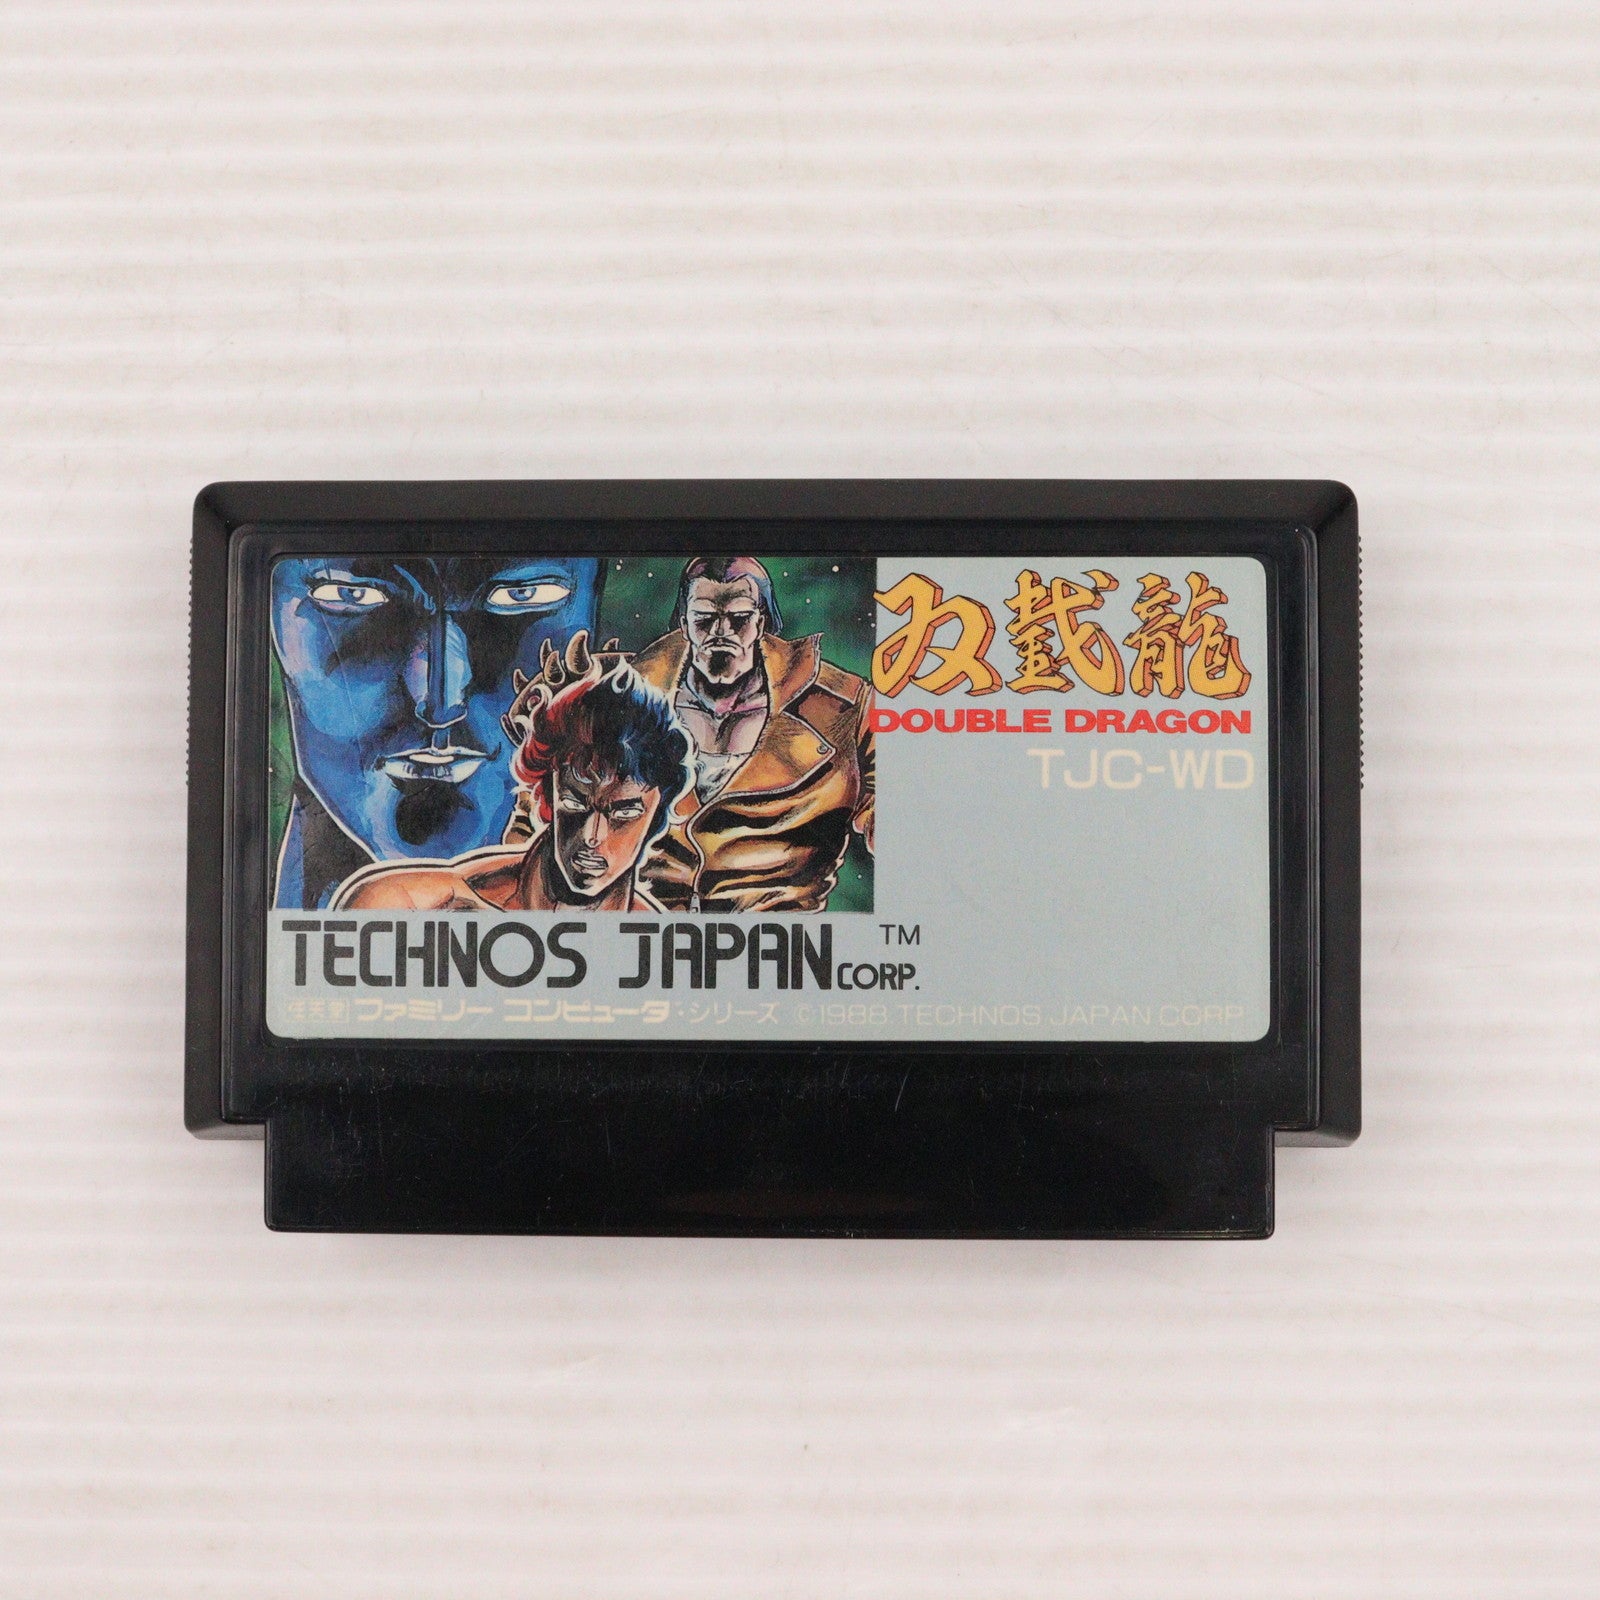 双截龍
DOUBLE DRAGON
TJC-WD
TECHNOS JAPAN CORP. TM
任天堂 ファミリー コンピュータ:シリーズ ©1988 TECHNOS JAPAN CORP